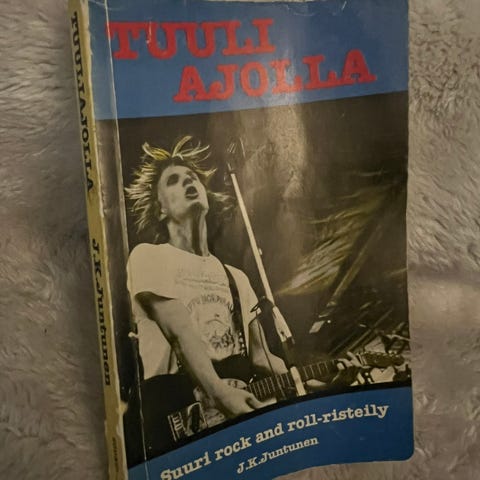 TUULI
AJOLLA
Suuri rock and roll-risteily
J.K.Juntunen
TUULIAJOLLA
J.K.Juntunen